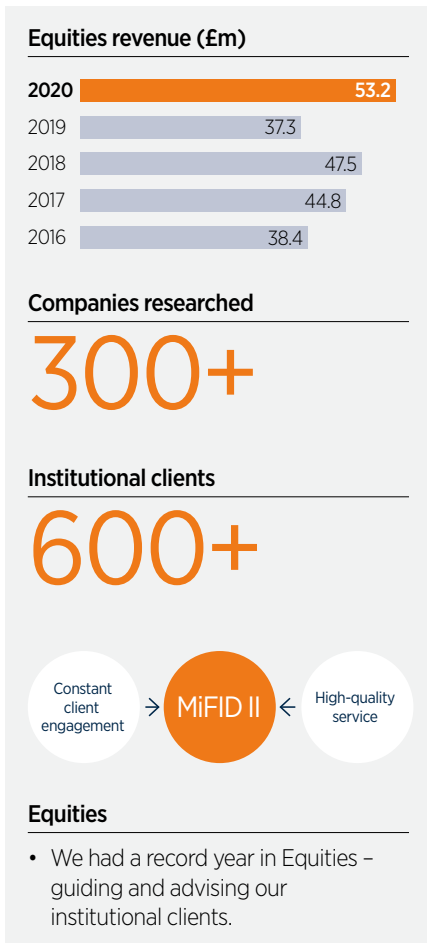 Equities revenue (£m)
2020 53.2
2019 37.3
2018 47.5
2017 44.8
2016 38.4
Companies researched
300+
Institutional clients
600+
Constant
client
engagement
MiFID II
High-quality
service
Equities
• We had a record year in Equities –
guiding and advising our
institutional clients.